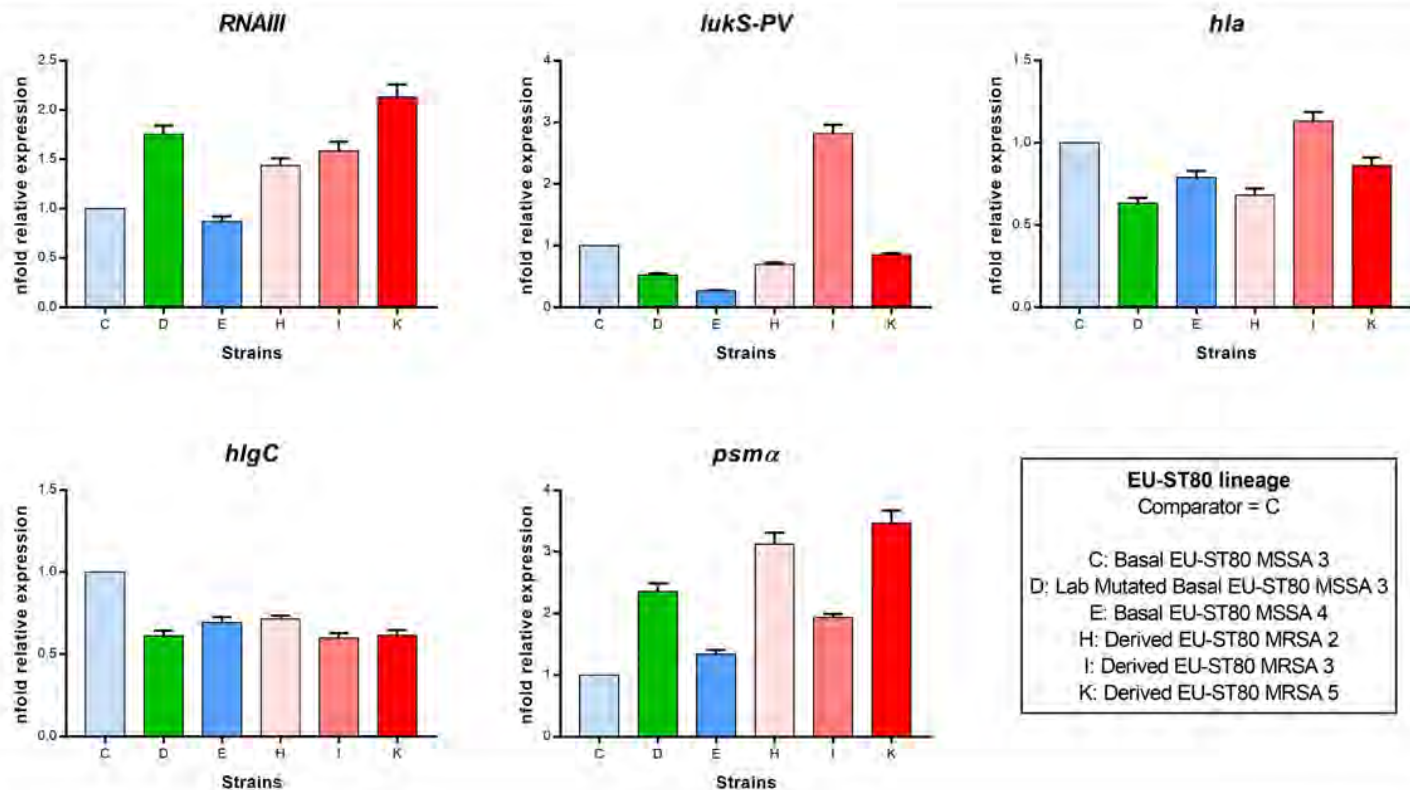 RNAIII
nfold relative expression
2.5
2.0
1.5
1.0
0.5
0.0
C D E H I K
Strains
lukS-PV
nfold relative expression
4
3
2
1
0
C D E H I K
Strains
hla
nfold relative expression
1.5
1.0
0.5
0.0
C D E H I K
Strains
hlgC
nfold relative expression
1.5
1.0
0.5
0.0
C D E H I K
Strains
psmα
nfold relative expression
4
3
2
1
0
C D E H I K
Strains
EU-ST80 lineage
Comparator = C
C: Basal EU-ST80 MSSA 3
D: Lab Mutated Basal EU-ST80 MSSA 3
E: Basal EU-ST80 MSSA 4
H: Derived EU-ST80 MRSA 2
I: Derived EU-ST80 MRSA 3
K: Derived EU-ST80 MRSA 5